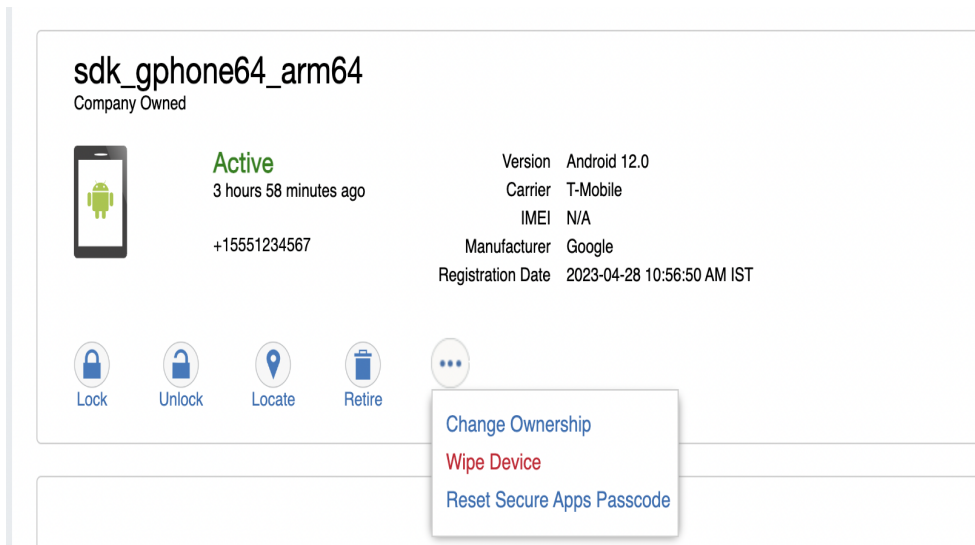 sdk_gphone64_arm64
Company Owned
Active
3 hours 58 minutes ago
+15551234567
Version Android 12.0
Carrier T-Mobile
IMEI N/A
Manufacturer Google
Registration Date 2023-04-28 10:56:50 AM IST
Lock Unlock Locate Retire
Change Ownership
Wipe Device
Reset Secure Apps Passcode